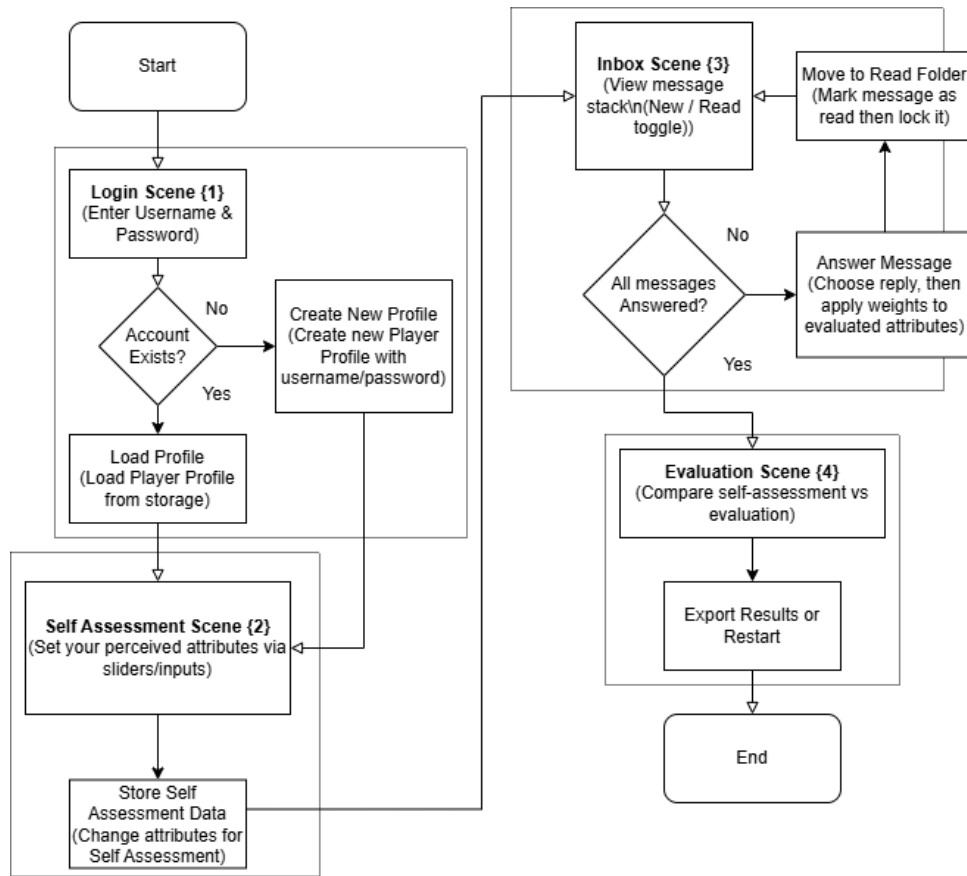 Start
Login Scene {1}
(Enter Username &
Password)
Account
Exists?
No
Yes
Create New Profile
(Create new Player
Profile with
username/password)
Load Profile
(Load Player Profile
from storage)
Self Assessment Scene {2}
(Set your perceived attributes via
sliders/inputs)
Store Self
Assessment Data
(Change attributes for
Self Assessment)
Inbox Scene {3}
(View message
stack\n(New / Read
toggle))
Move to Read Folder
(Mark message as
read then lock it)
All messages
Answered?
No
Yes
Answer Message
(Choose reply, then
apply weights to
evaluated attributes)
Evaluation Scene {4}
(Compare self-assessment vs
evaluation)
Export Results or
Restart
End